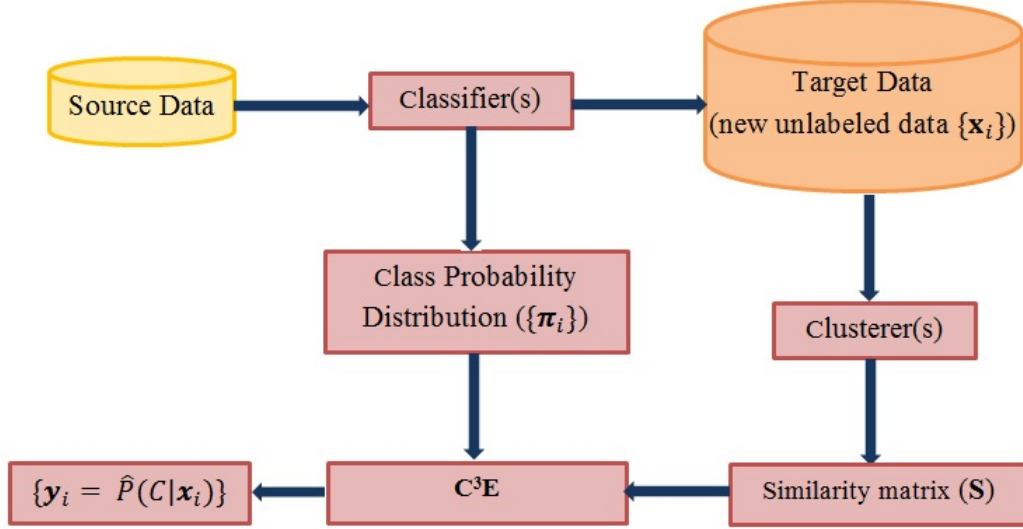 Source Data
Classifier(s)
Target Data
(new unlabeled data {𝐱ᵢ})
Class Probability
Distribution ({𝝅ᵢ})
Clusterer(s)
{𝒚ᵢ = P̂(C|𝒙ᵢ)}
C³E
Similarity matrix (S)